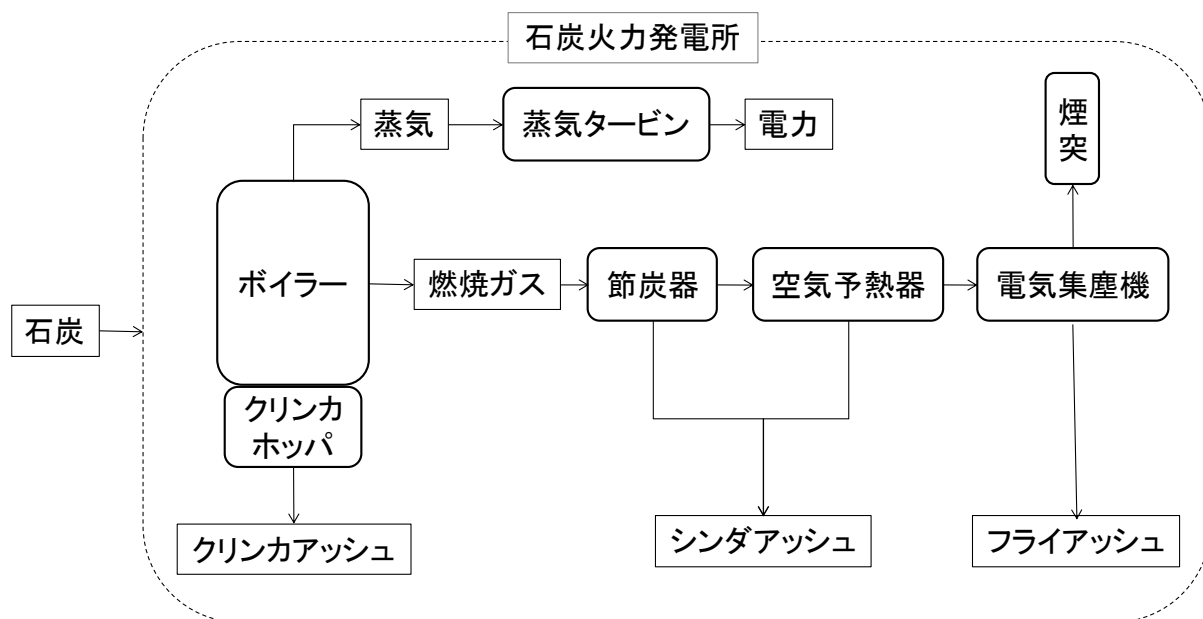 石炭火力発電所
蒸気
蒸気タービン
電力
煙
突
ボイラー
燃焼ガス
節炭器
空気予熱器
電気集塵機
石炭
クリンカ
ホッパ
クリンカアッシュ
シンダアッシュ
フライアッシュ